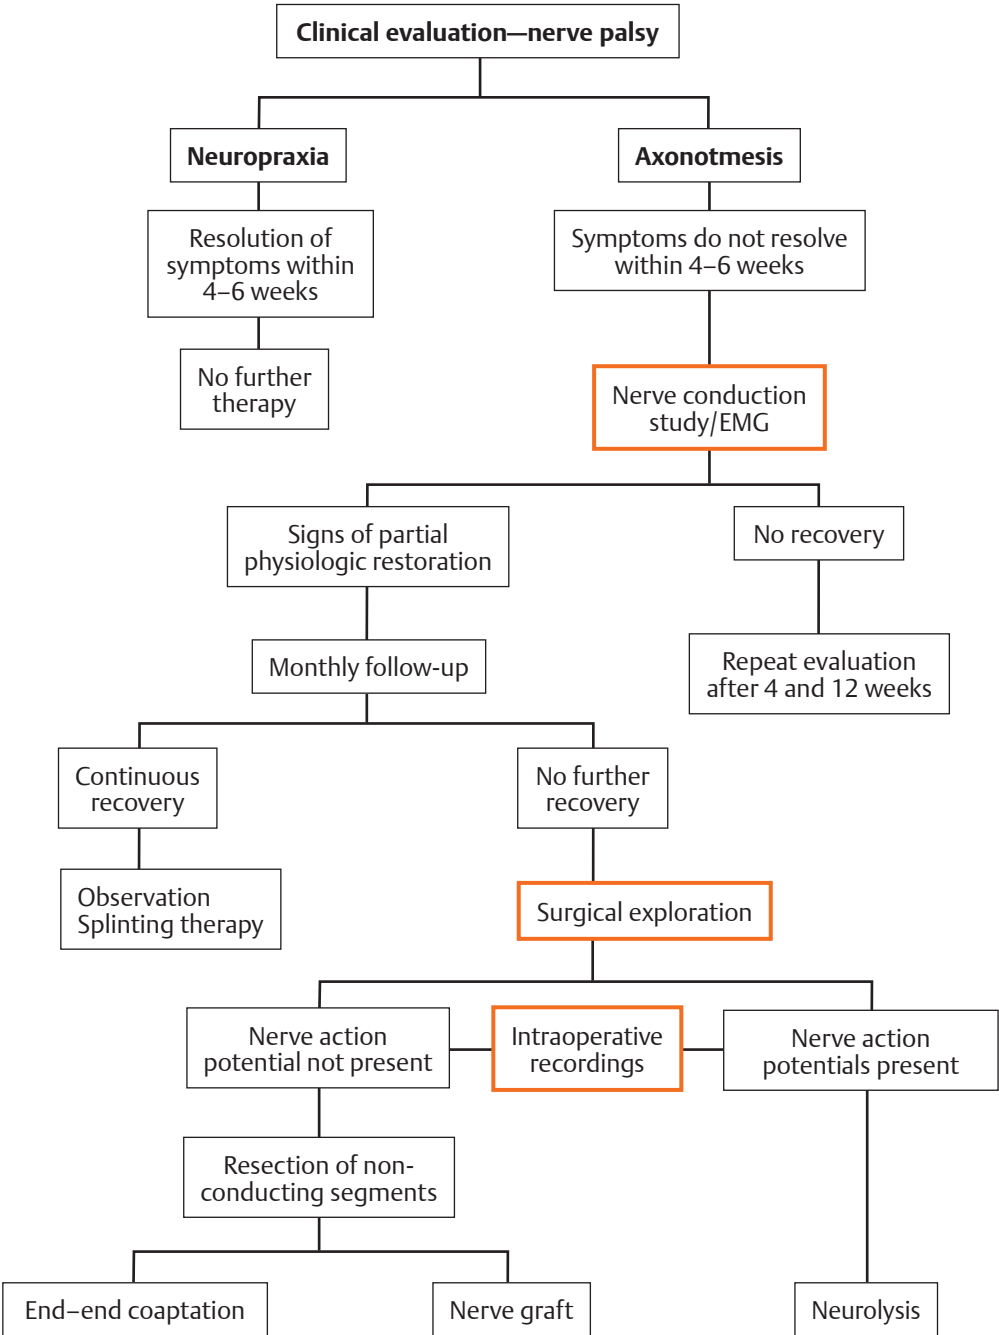 Clinical evaluation—nerve palsy
Neuropraxia
Axonotmesis
Resolution of
symptoms within
4–6 weeks
Symptoms do not resolve
within 4–6 weeks
No further
therapy
Nerve conduction
study/EMG
Signs of partial
physiologic restoration
No recovery
Monthly follow-up
Repeat evaluation
after 4 and 12 weeks
Continuous
recovery
No further
recovery
Observation
Splinting therapy
Surgical exploration
Nerve action
potential not present
Intraoperative
recordings
Nerve action
potentials present
Resection of non-
conducting segments
End–end coaptation
Nerve graft
Neurolysis